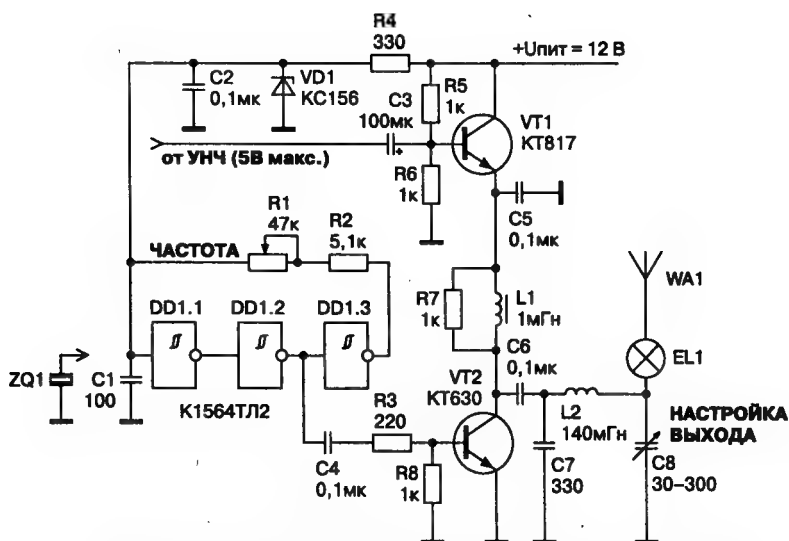 R4
330
+Uпит = 12 В
C2
0,1мк
VD1
КС156
C3
100мк
R5
1к
VT1
КТ817
от УНЧ (5В макс.)
+
R6
1к
R1
47к
R2
5,1к
C5
0,1мк
ЧАСТОТА
WA1
DD1.1
DD1.2
DD1.3
R7
1к
L1
1мГн
C6
0,1мк
EL1
ZQ1
C1
100
К1564ТЛ2
R3
220
VT2
КТ630
L2
140мГн
НАСТРОЙКА
ВЫХОДА
C4
0,1мк
R8
1к
C7
330
C8
30–300